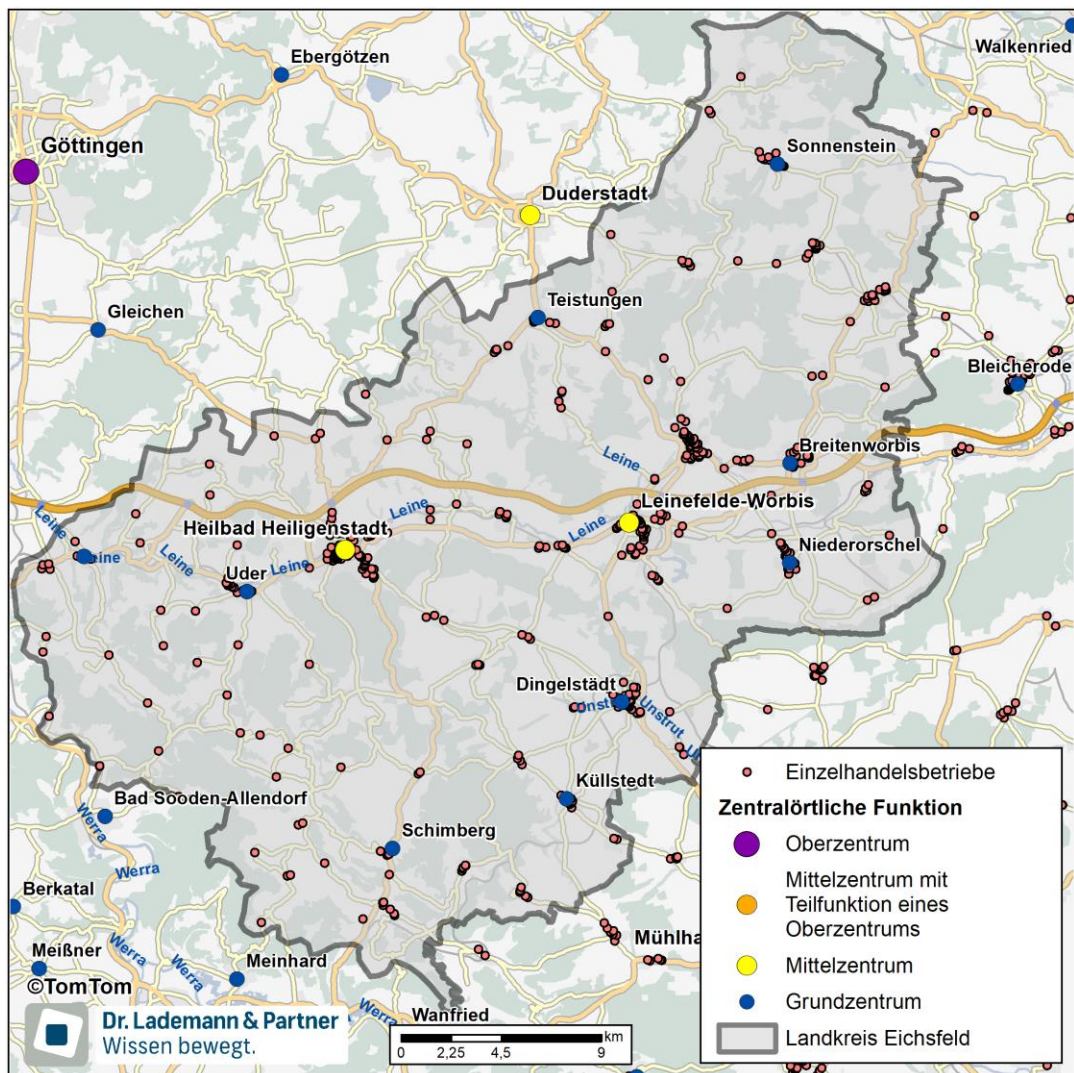 Ebergötzen
Walkenried
Göttingen
Sonnenstein
Duderstadt
Teistungen
Gleichen
Bleicherode
Breitenworbis
Leine
Leinefelde-Worbis
Leine
Leine
Heilbad Heiligenstadt
Leine
Leine
Leine
Niederorschel
Uder
Leine
Dingelstädt
Unstrut
Küllstedt
Bad Sooden-Allendorf
Werra
Schimberg
Werra
Berkatal
Mühlha
Meißner
Werra
Werra
Meinhard
©TomTom
Werra
Wanfried
Dr. Lademann & Partner
Wissen bewegt.
km
0 2,25 4,5 9
Einzelhandelsbetriebe
Zentralörtliche Funktion
Oberzentrum
Mittelzentrum mit
Teilfunktion eines
Oberzentrums
Mittelzentrum
Grundzentrum
Landkreis Eichsfeld